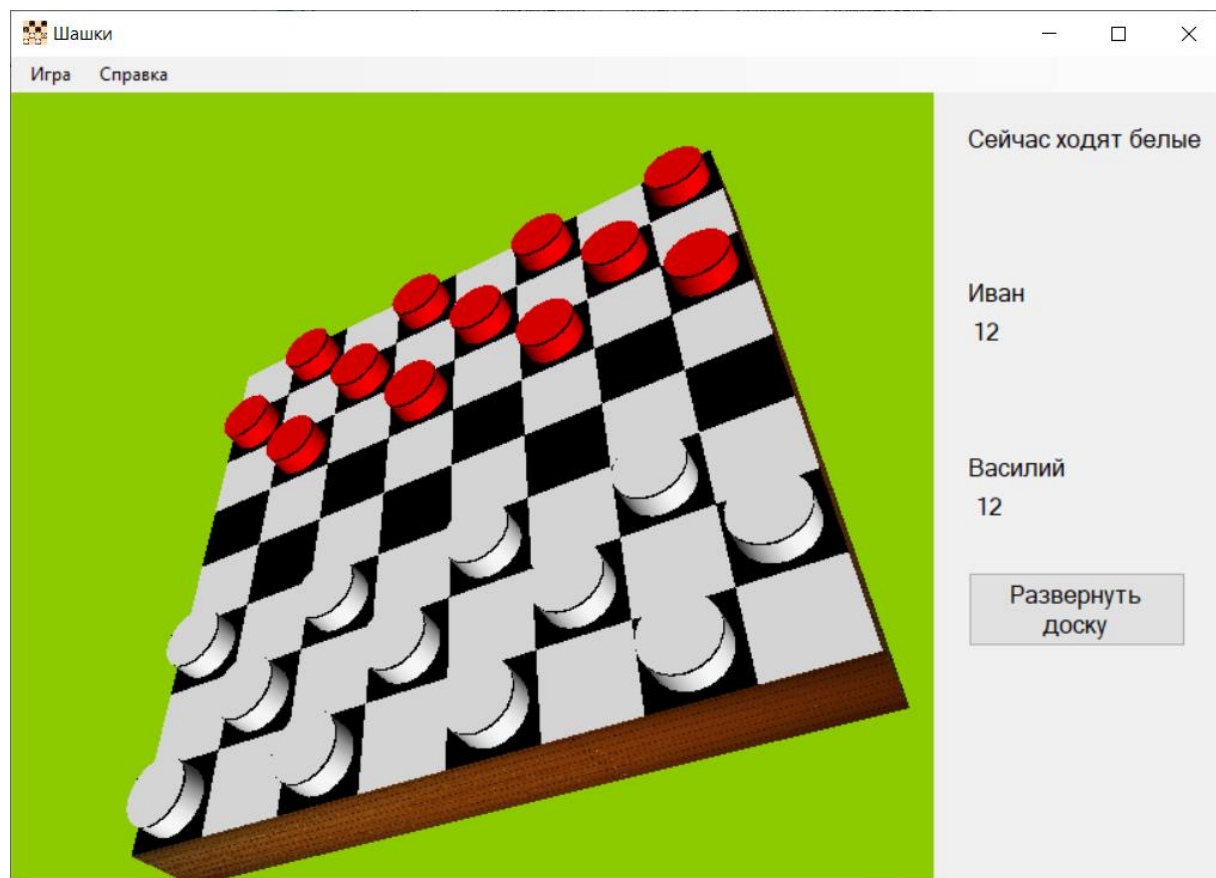 Шашки
Игра Справка
Сейчас ходят белые
Иван
12
Василий
12
Развернуть
доску